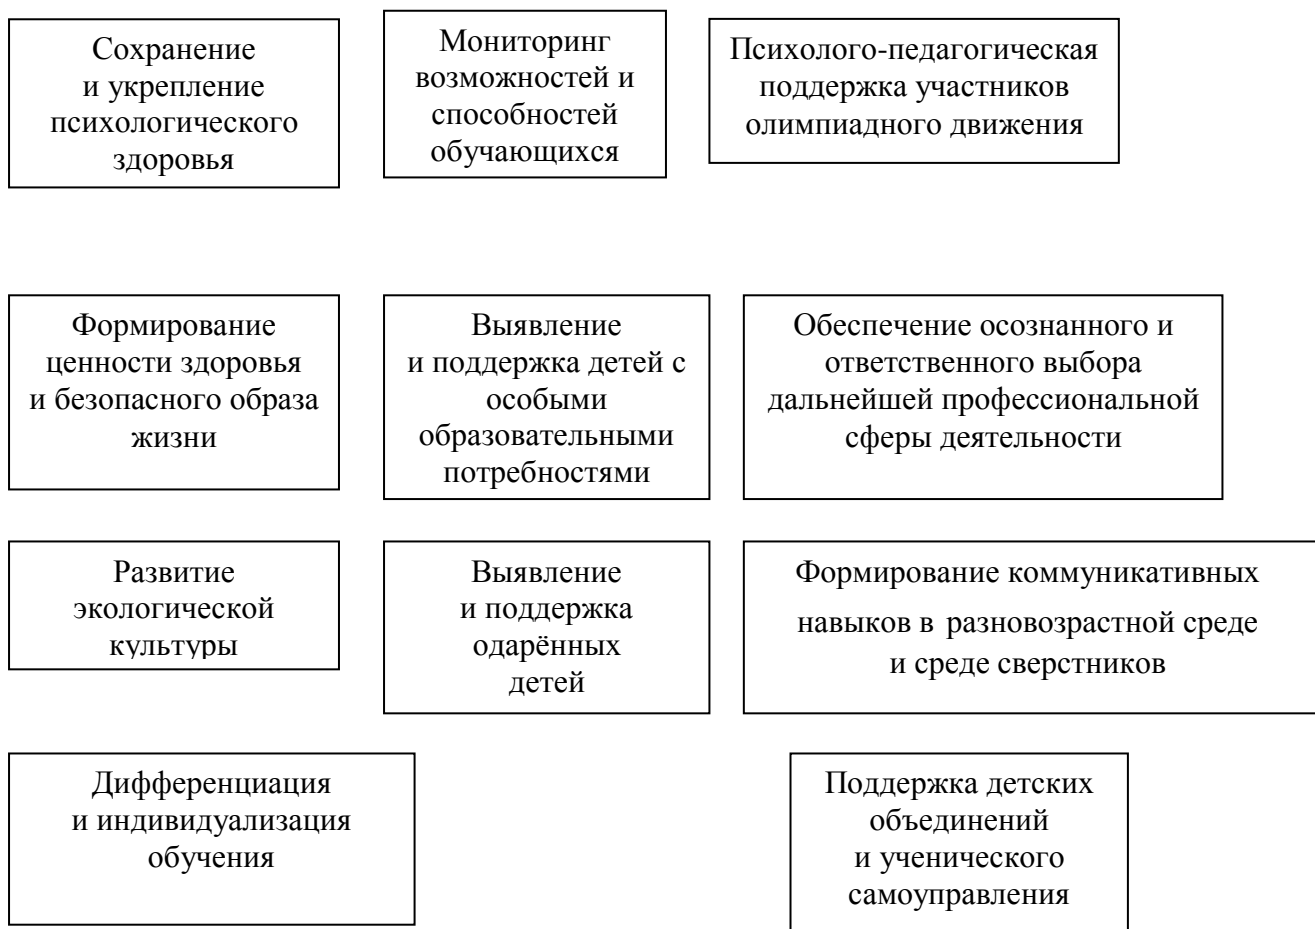 Сохранение
и укрепление
психологического
здоровья
Мониторинг
возможностей и
способностей
обучающихся
Психолого-педагогическая
поддержка участников
олимпиадного движения
Формирование
ценности здоровья
и безопасного образа
жизни
Выявление
и поддержка детей с
особыми
образовательными
потребностями
Обеспечение осознанного и
ответственного выбора
дальнейшей профессиональной
сферы деятельности
Развитие
экологической
культуры
Выявление
и поддержка
одарённых
детей
Формирование коммуникативных
навыков в разновозрастной среде
и среде сверстников
Дифференциация
и индивидуализация
обучения
Поддержка детских
объединений
и ученического
самоуправления